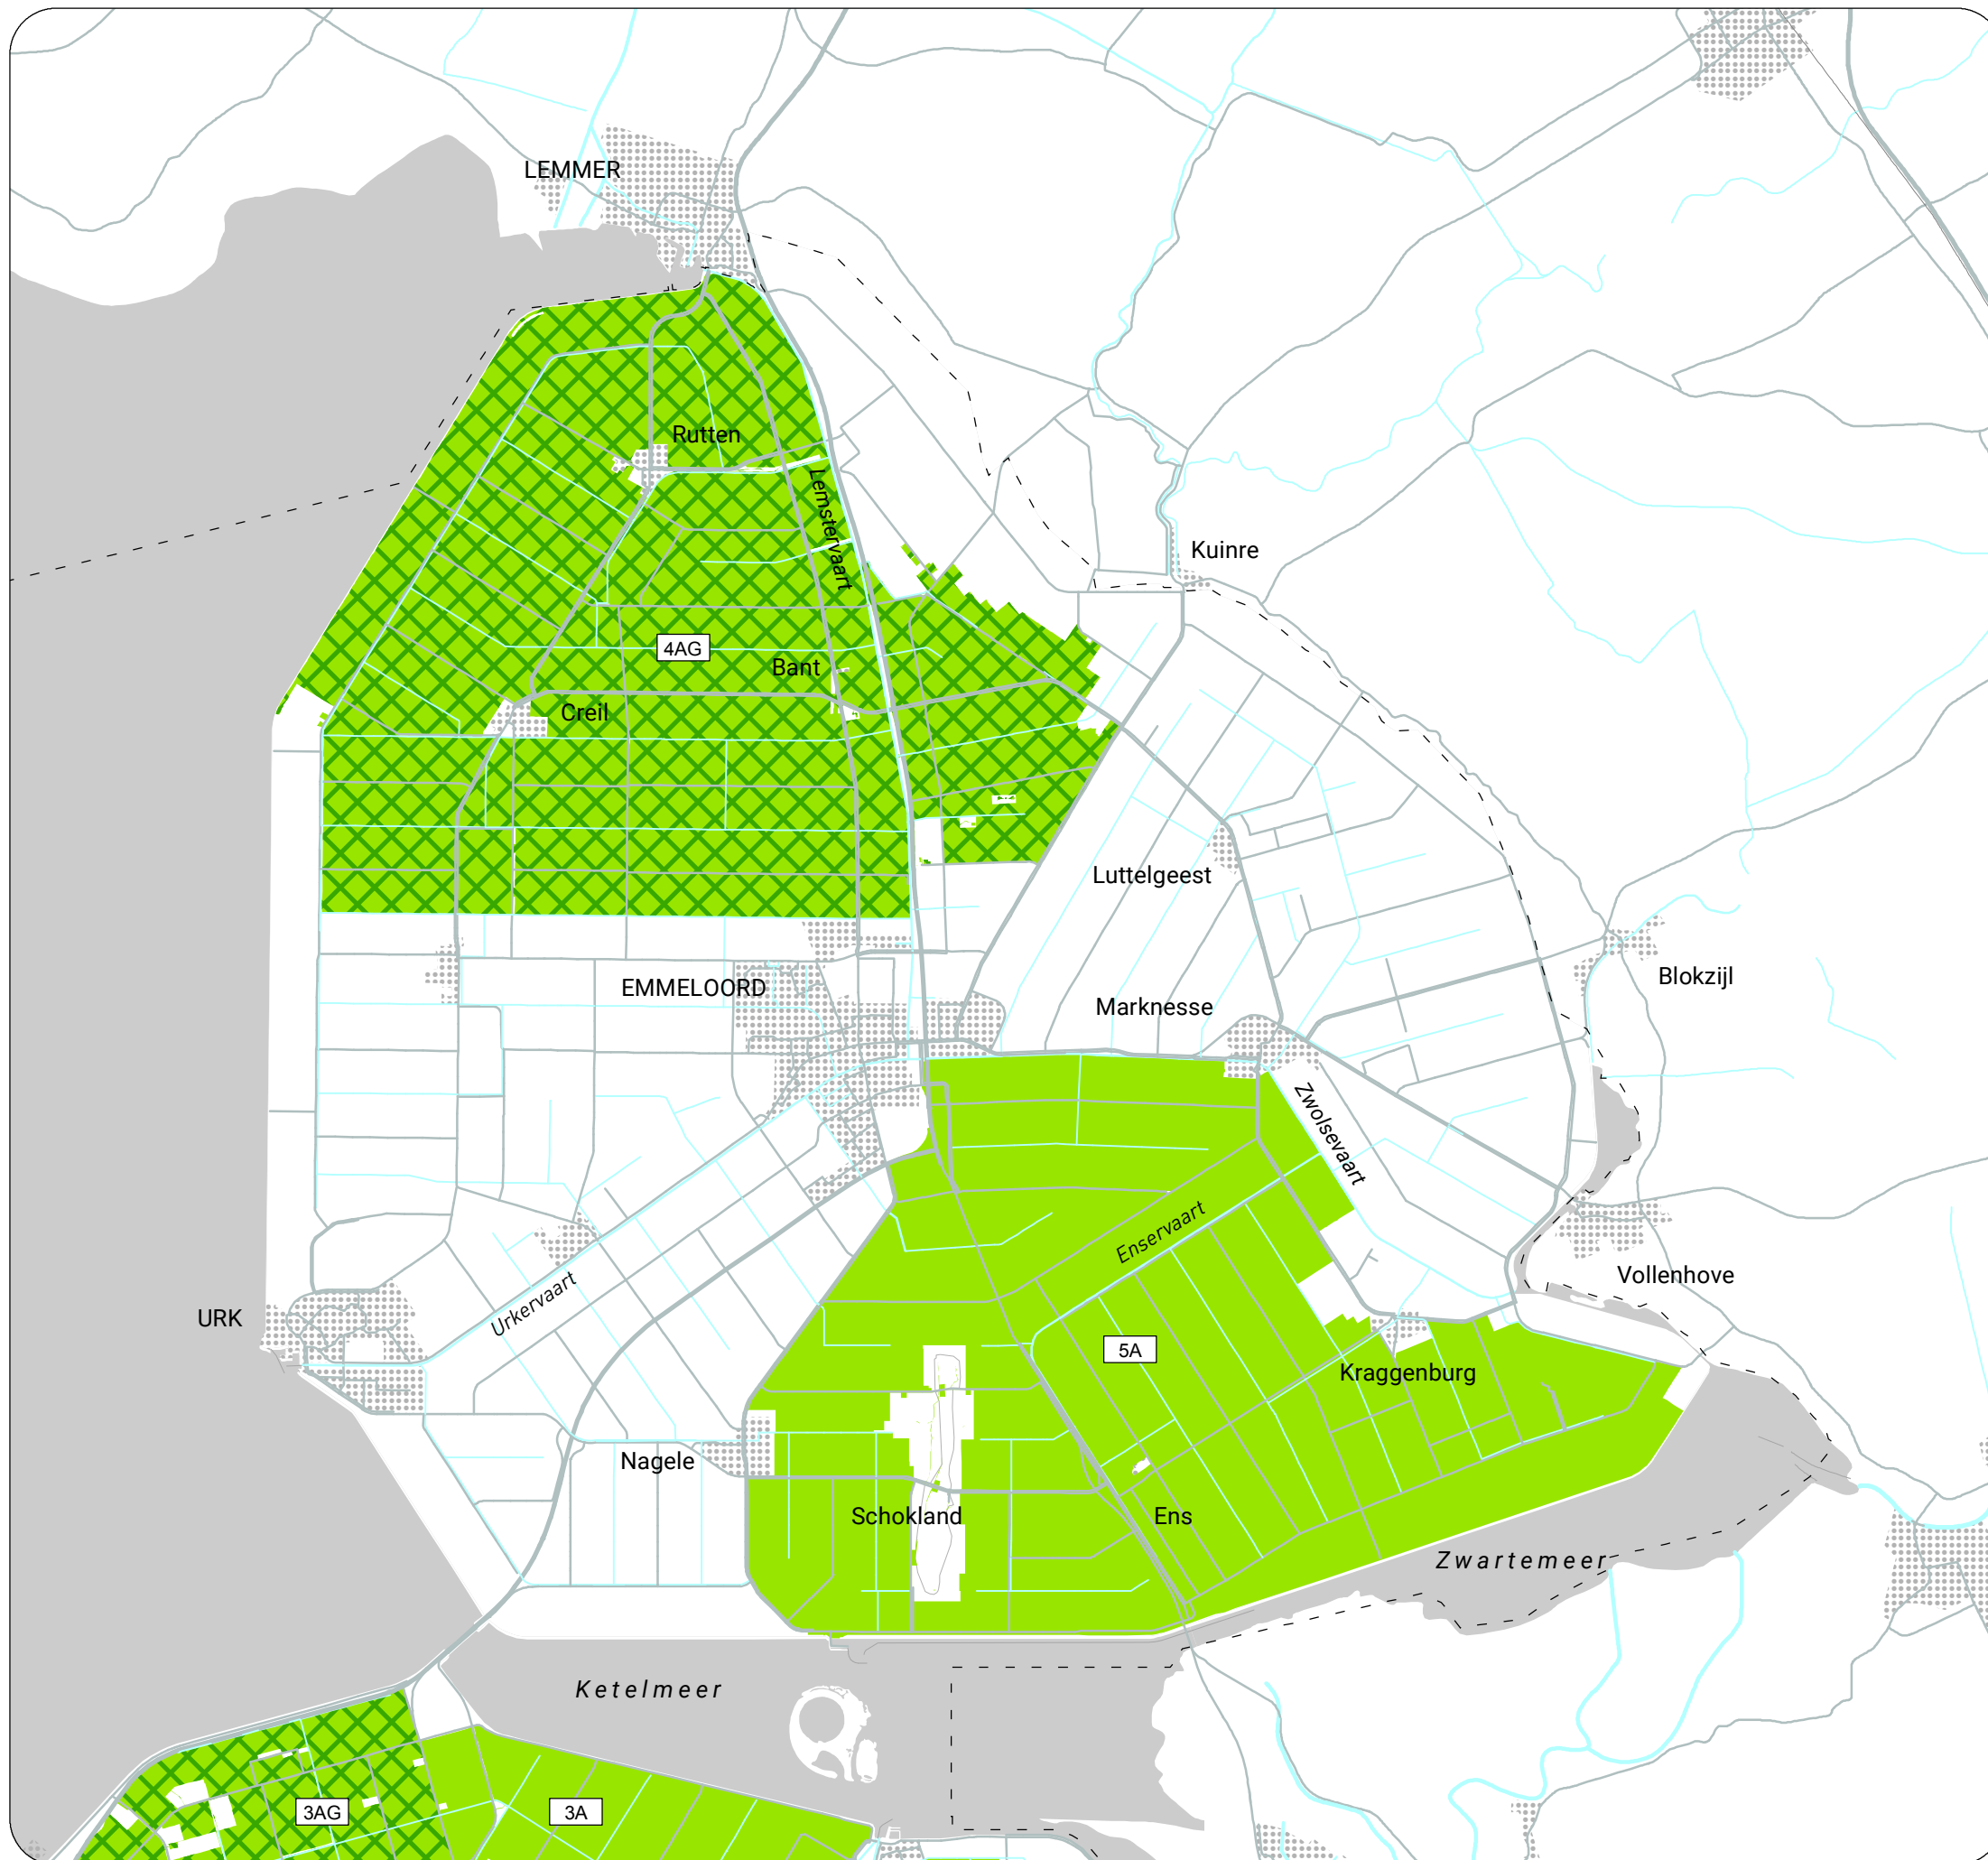 LEMMER
Rutten
Lemstervaart
Kuinre
4AG
Bant
Creil
Luttelgeest
EMMELOORD
Marknesse
Blokzijl
Zwolsevaart
Enservaart
Urkervaart
Vollenhove
URK
5A
Kraggenburg
Nagele
Schokland
Ens
Zwartemeer
Ketelmeer
3AG
3A